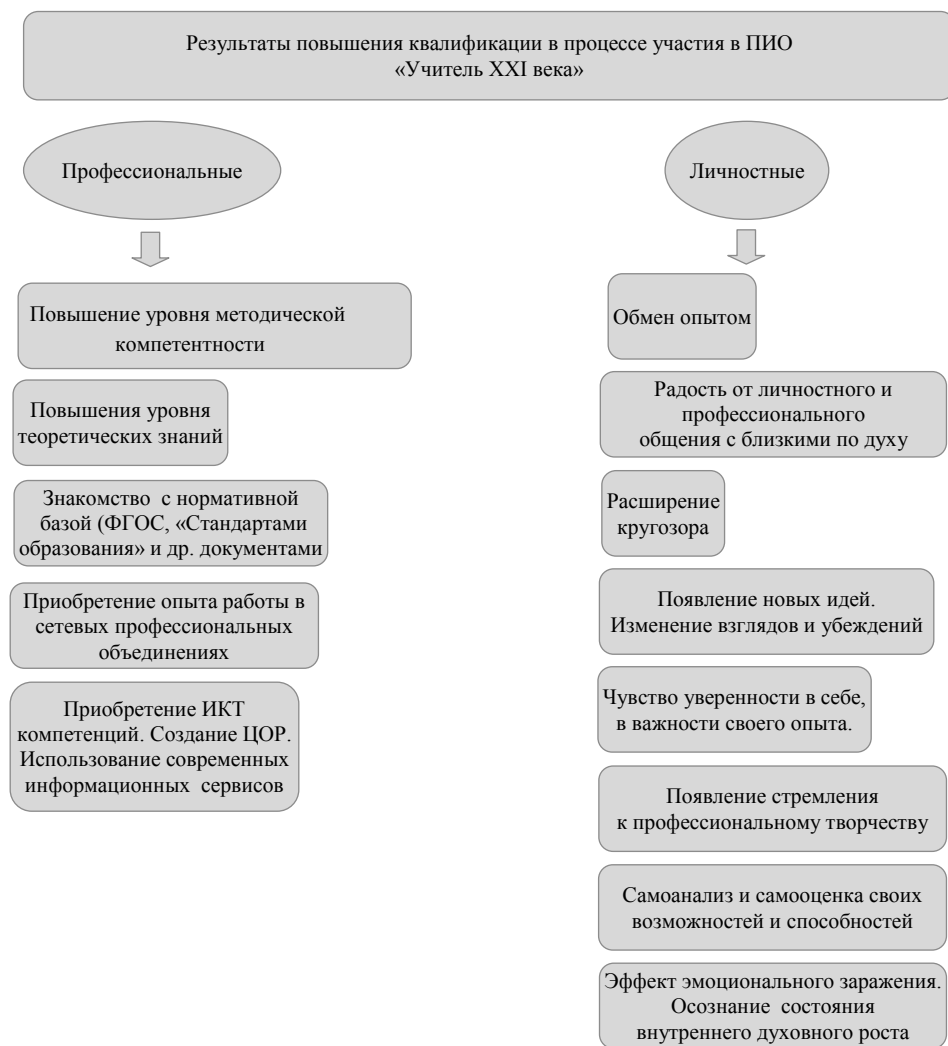 Результаты повышения квалификации в процессе участия в ПИО
«Учитель XXI века»
Профессиональные
Повышение уровня методической
компетентности
Повышения уровня
теоретических знаний
Знакомство с нормативной
базой (ФГОС, «Стандартами
образования» и др. документами
Приобретение опыта работы в
сетевых профессиональных
объединениях
Приобретение ИКТ
компетенций. Создание ЦОР.
Использование современных
информационных сервисов
Личностные
Обмен опытом
Радость от личностного и
профессионального
общения с близкими по духу
Расширение
кругозора
Появление новых идей.
Изменение взглядов и убеждений
Чувство уверенности в себе,
в важности своего опыта.
Появление стремления
к профессиональному творчеству
Самоанализ и самооценка своих
возможностей и способностей
Эффект эмоционального заражения.
Осознание состояния
внутреннего духовного роста